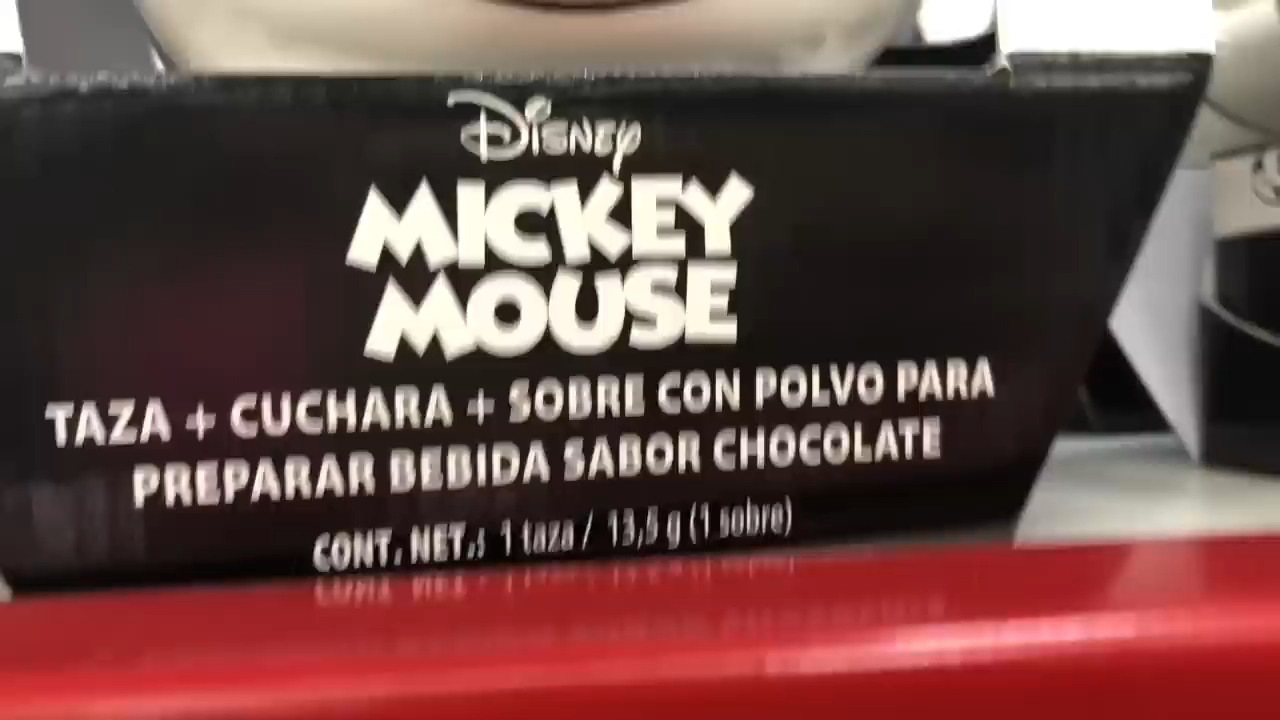 Disney
MICKEY
MOUSE
TAZA + CUCHARA + SOBRE CON POLVO PARA
PREPARAR BEBIDA SABOR CHOCOLATE
CONT. NET.: 1 taza / 13,5 g (1 sobre)